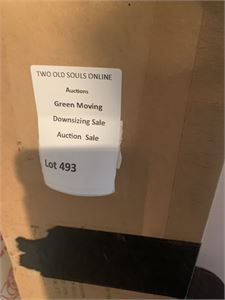 TWO OLD SOULS ONLINE
Auctions
Green Moving
Downsizing Sale
Auction Sale
Lot 493